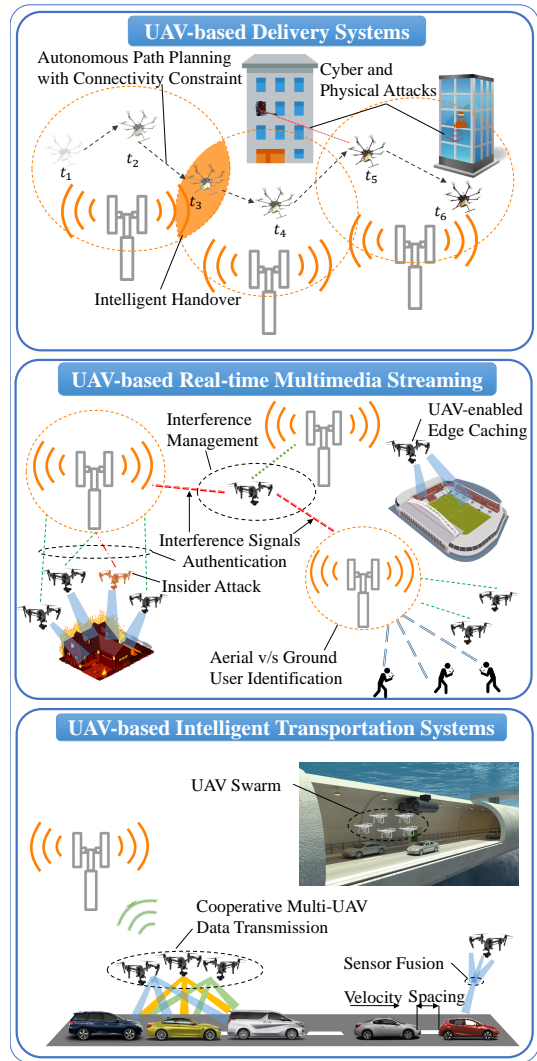 UAV-based Delivery Systems
Autonomous Path Planning
with Connectivity Constraint
Cyber and
Physical Attacks
t₁
t₂
t₃
t₄
t₅
t₆
Intelligent Handover
UAV-based Real-time Multimedia Streaming
Interference
Management
UAV-enabled
Edge Caching
Interference Signals
Authentication
Insider Attack
Aerial v/s Ground
User Identification
UAV-based Intelligent Transportation Systems
UAV Swarm
Cooperative Multi-UAV
Data Transmission
Sensor Fusion
Velocity
Spacing